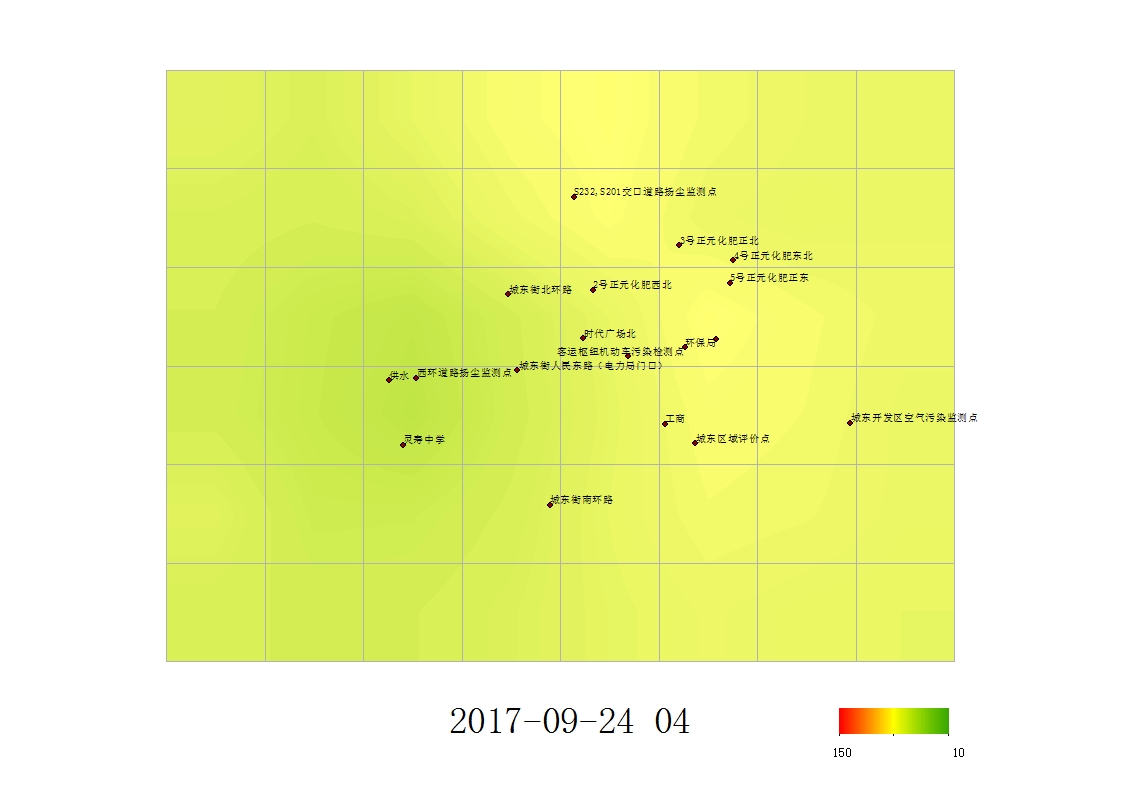 S232,S201交口道路扬尘监测点
3号正元化肥正北
4号正元化肥东北
5号正元化肥正东
2号正元化肥西北
城东街北环路
时代广场北
环保局
客运枢纽机动车污染检测点
城东街人民东路（电力局门口）
供水
西环道路扬尘监测点
工商
城东开发区空气污染监测点
城东区域评价点
灵寿中学
城东街南环路
2017-09-24 04
150
10